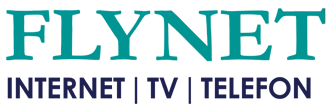 FLYNET
INTERNET | TV | TELEFON